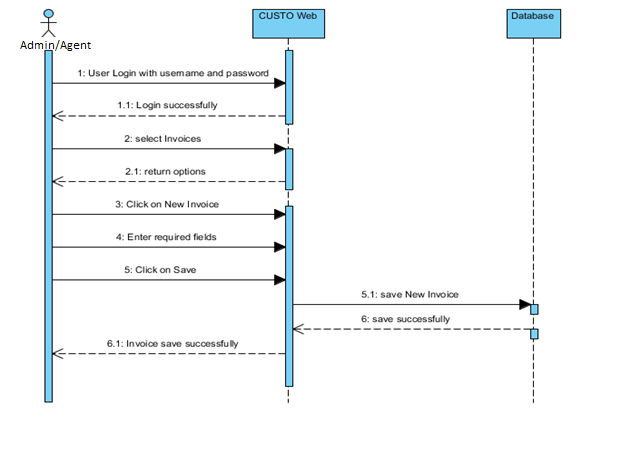 CUSTO Web
Database
Admin/Agent
1: User Login with username and password
1.1: Login successfully
2: select Invoices
2.1: return options
3: Click on New Invoice
4: Enter required fields
5: Click on Save
5.1: save New Invoice
6: save successfully
6.1: Invoice save successfully